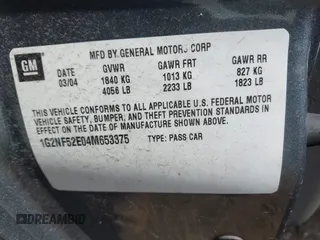 GM
MFD BY GENERAL MOTORS CORP
DATE GVWR GAWR FRT GAWR RR
03/04 1840 KG 1013 KG 827 KG
4056 LB 2233 LB 1823 LB
THIS VEHICLE CONFORMS TO ALL APPLICABLE U.S. FEDERAL MOTOR
VEHICLE SAFETY, BUMPER, AND THEFT PREVENTION STANDARDS IN
EFFECT ON THE DATE OF MANUFACTURE SHOWN ABOVE.
1G2NF52E04M653375 TYPE: PASS CAR
DREAMBID